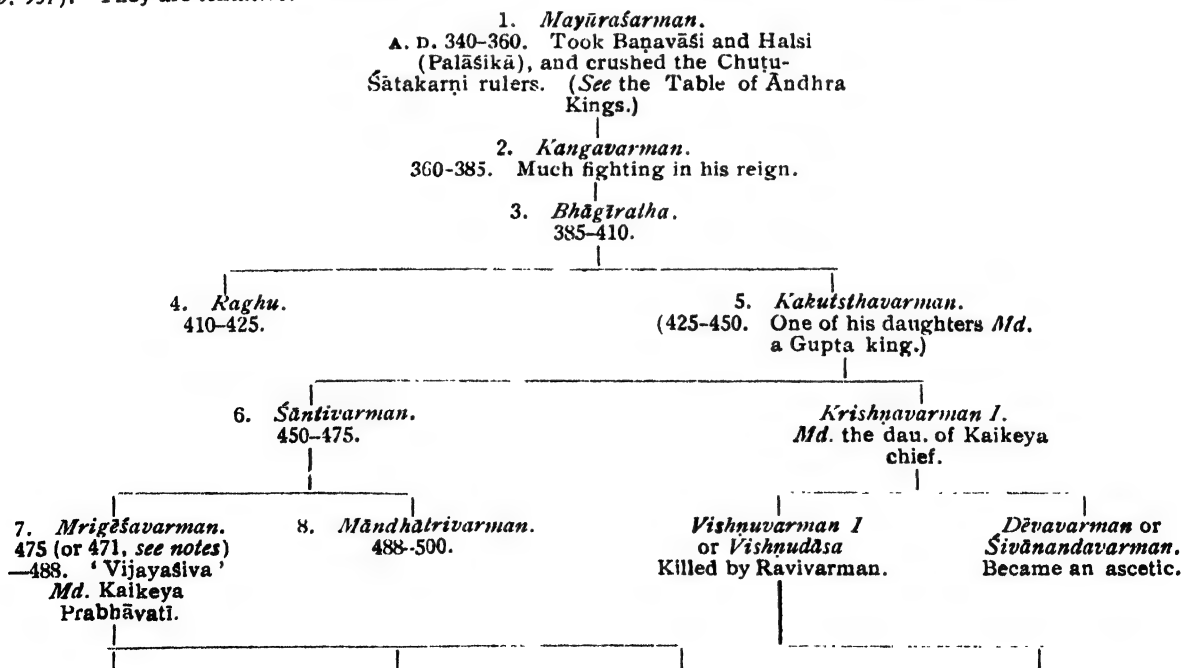 They are
1. Mayūraśarman.
A. D. 340-360. Took Baṇavāśi and Halsi
(Palāśikā), and crushed the Chuṭu-
Śātakarṇi rulers. (See the Table of Āndhra
Kings.)
2. Kangavarman.
360-385. Much fighting in his reign.
3. Bhāgīratha.
385-410.
4. Raghu.
410-425.
5. Kakutsthavarman.
(425-450. One of his daughters Md.
a Gupta king.)
6. Śāntivarman.
450-475.
Krishṇavarman I.
Md. the dau. of Kaikeya
chief.
7. Mrigēśavarman.
475 (or 471, see notes)
—488. ‘Vijayaśiva’
Md. Kaikeya
Prabhāvatī.
8. Māndhātrivarman.
488--500.
Vishṇuvarman I
or Vishṇudāsa
Killed by Ravivarman.
Dēvavarman or
Śivānandavarman.
Became an ascetic.